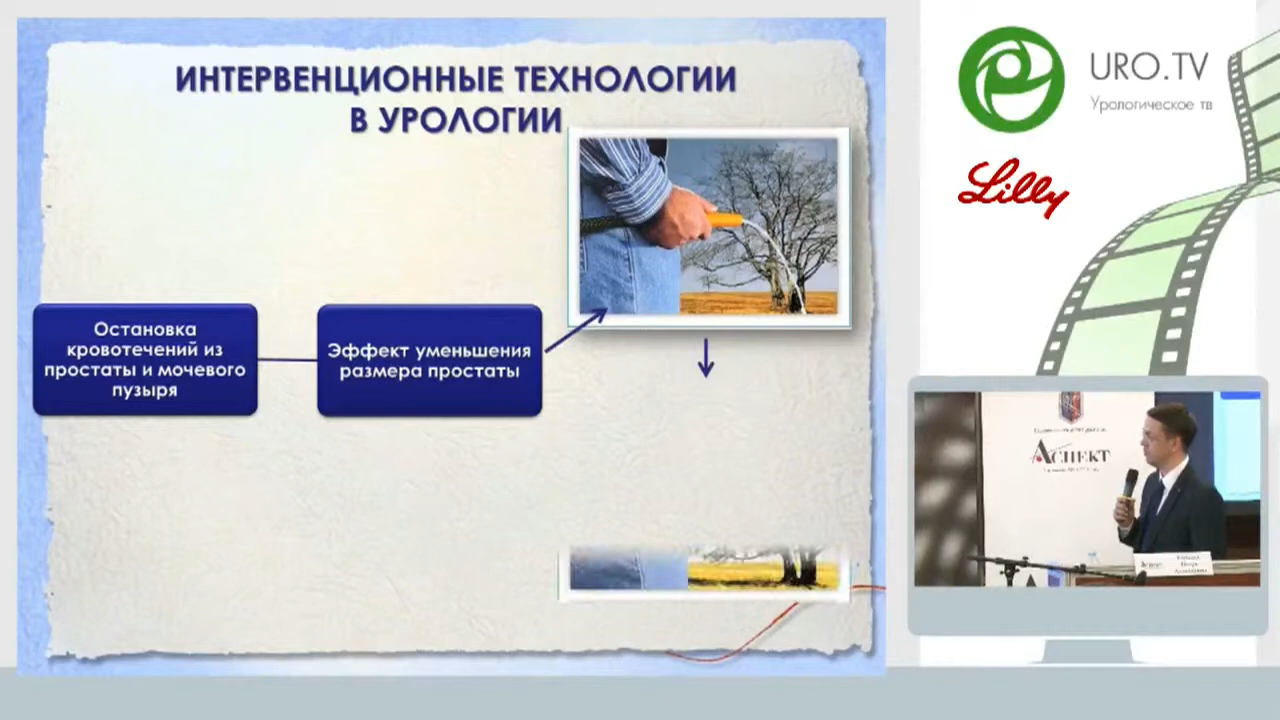 ИНТЕРВЕНЦИОННЫЕ ТЕХНОЛОГИИ
В УРОЛОГИИ
Остановка
кровотечений из
простаты и мочевого
пузыря
Эффект уменьшения
размера простаты
URO.TV
Урологическое тв
Lilly
АСПЕКТ